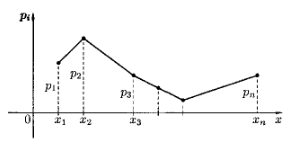 pᵢ
p₁ p₂ p₃ pₙ
0 x₁ x₂ x₃ xₙ x